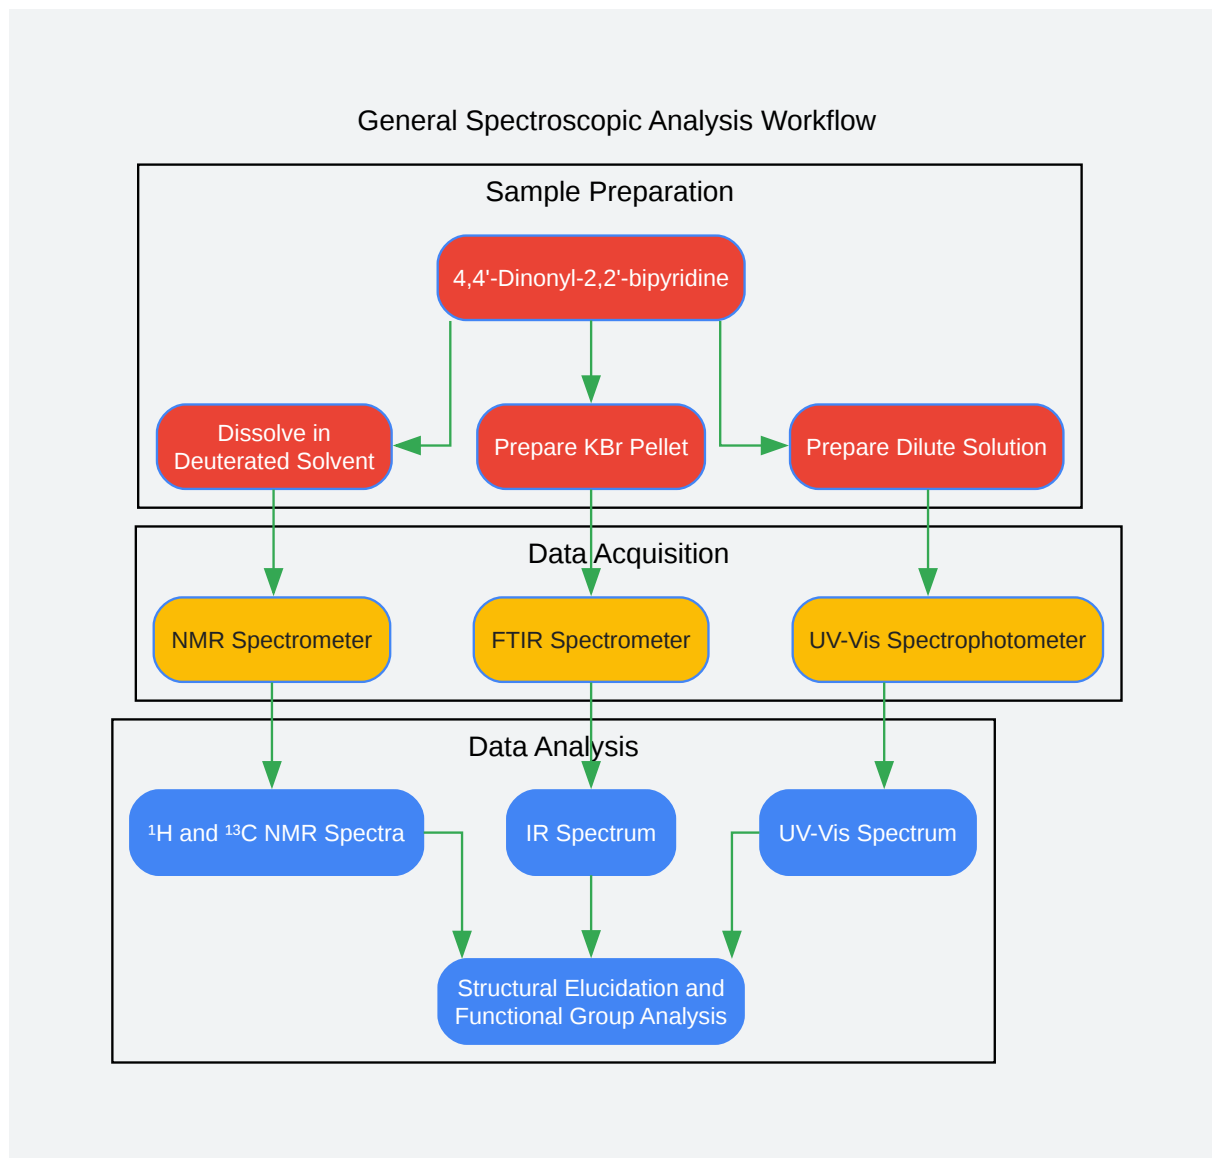 General Spectroscopic Analysis Workflow
Sample Preparation
4,4'-Dinonyl-2,2'-bipyridine
Dissolve in
Deuterated Solvent
Prepare KBr Pellet
Prepare Dilute Solution
Data Acquisition
NMR Spectrometer
FTIR Spectrometer
UV-Vis Spectrophotometer
Data Analysis
¹H and ¹³C NMR Spectra
IR Spectrum
UV-Vis Spectrum
Structural Elucidation and
Functional Group Analysis